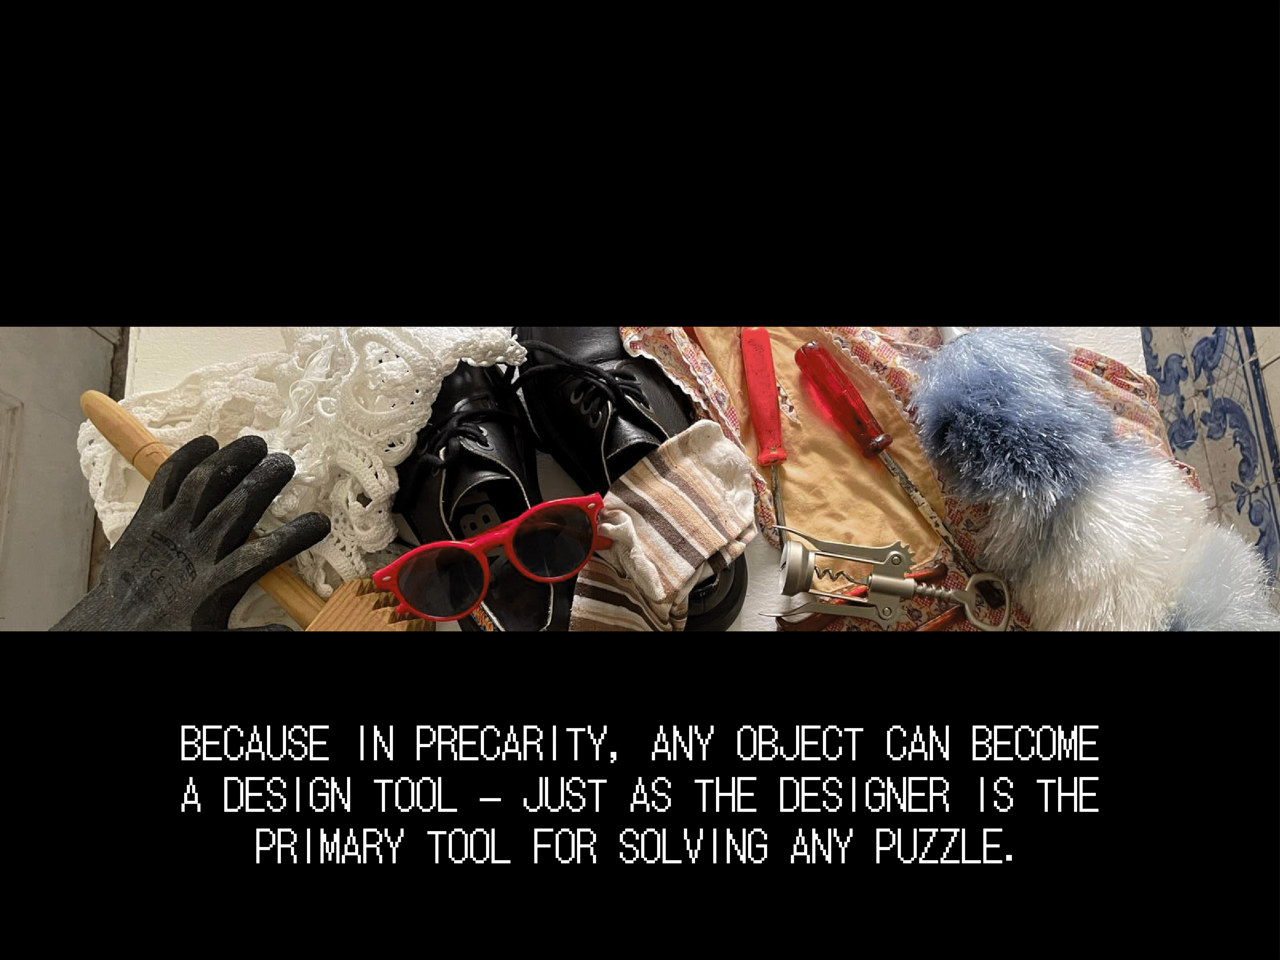 BECAUSE IN PRECARITY, ANY OBJECT CAN BECOME
A DESIGN TOOL – JUST AS THE DESIGNER IS THE
PRIMARY TOOL FOR SOLVING ANY PUZZLE.